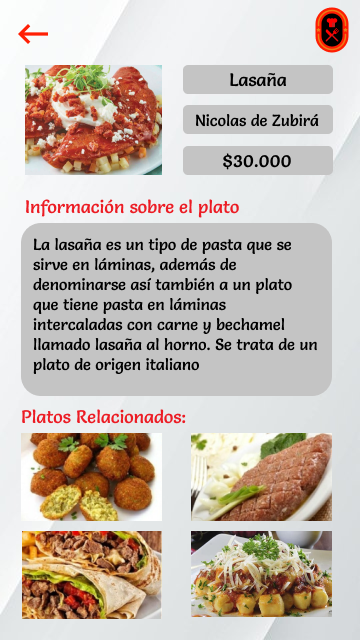 Lasaña
Nicolas de Zubirá
$30.000
Información sobre el plato
La lasaña es un tipo de pasta que se
sirve en láminas, además de
denominarse así también a un plato
que tiene pasta en láminas
intercaladas con carne y bechamel
llamado lasaña al horno. Se trata de un
plato de origen italiano
Platos Relacionados: